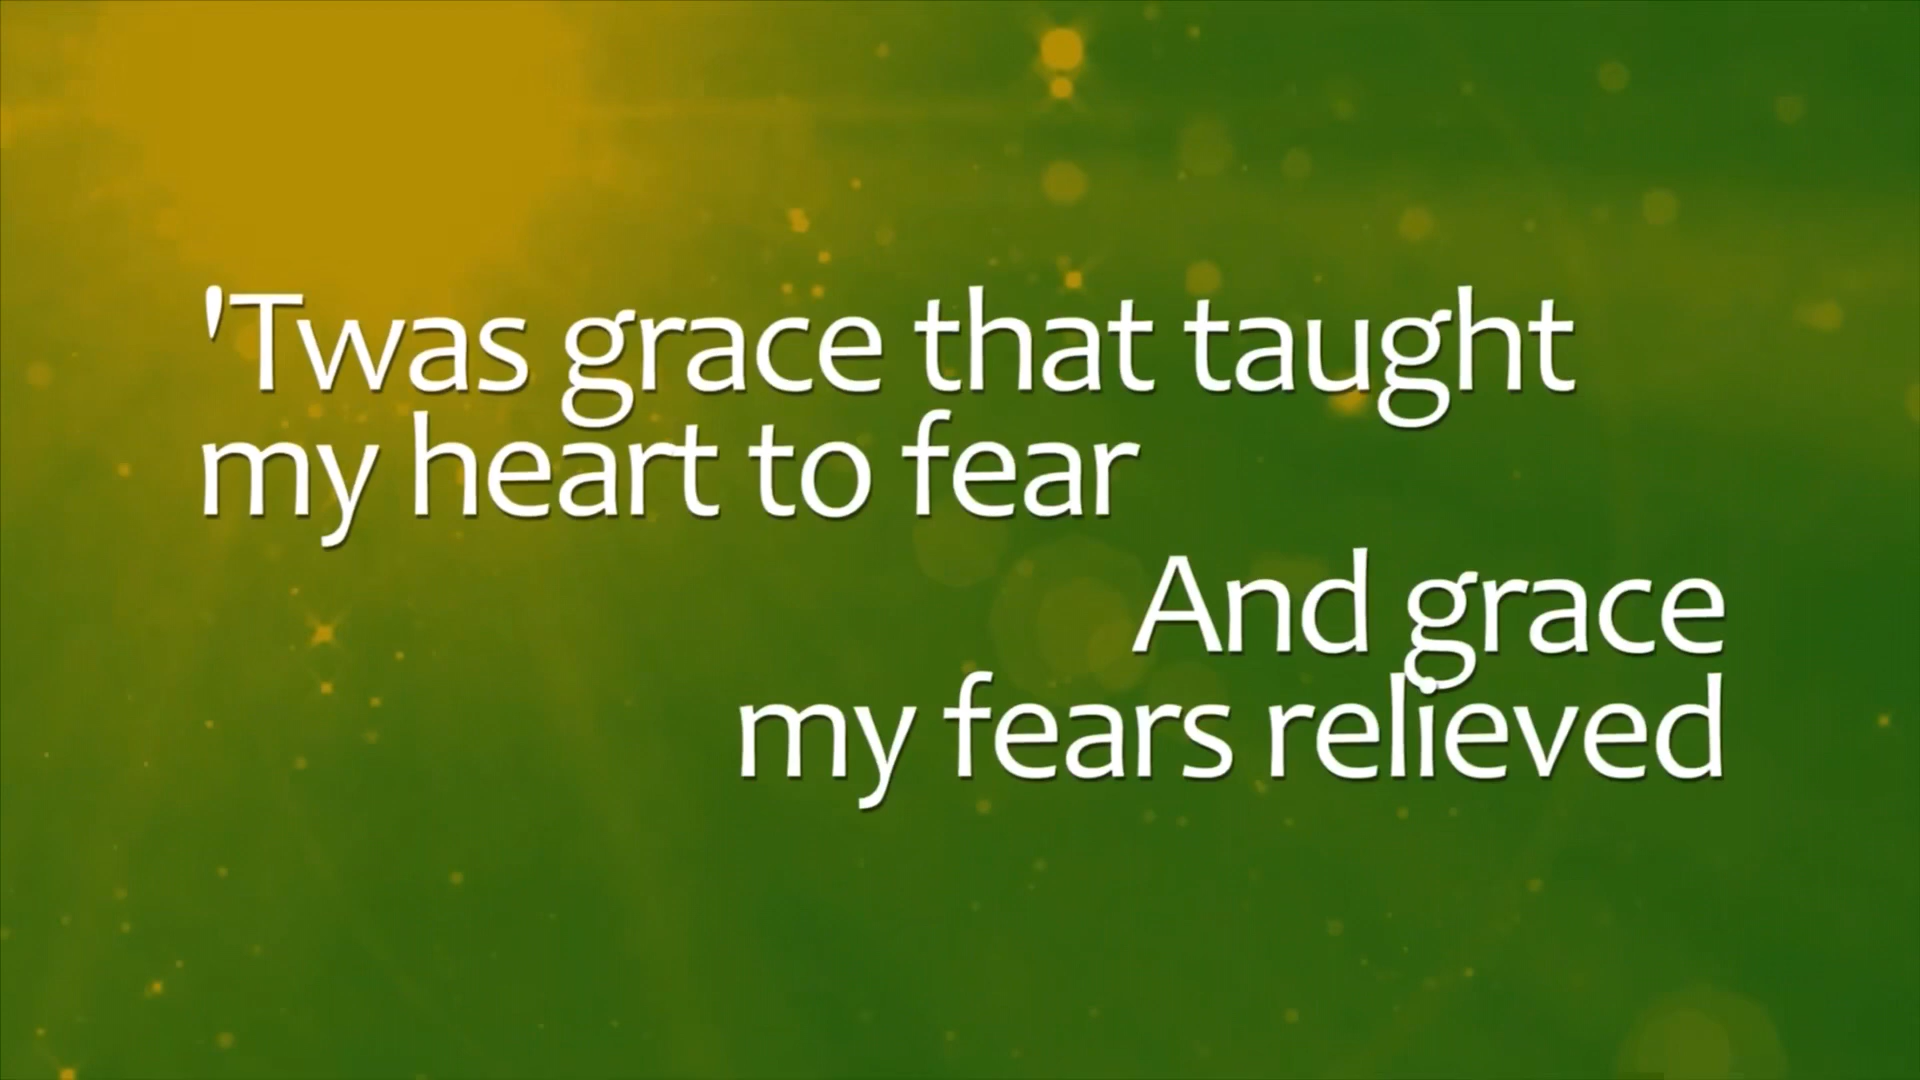 'Twas grace that taught
my heart to fear
And grace
my fears relieved